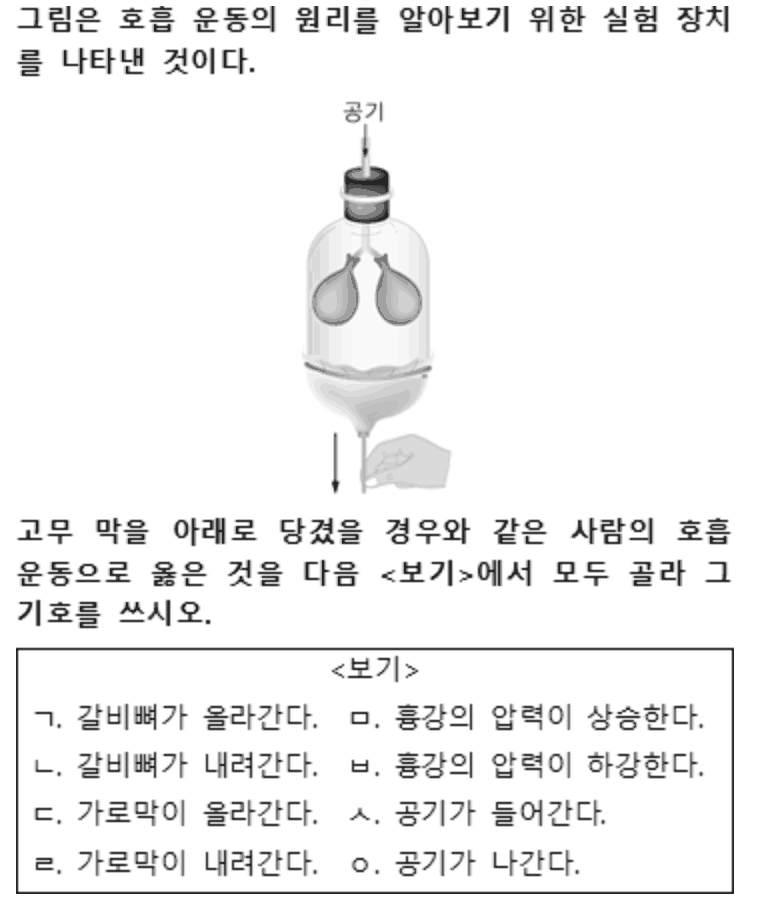 그림은 호흡 운동의 원리를 알아보기 위한 실험 장치
를 나타낸 것이다.
공기
고무 막을 아래로 당겼을 경우와 같은 사람의 호흡
운동으로 옳은 것을 다음 <보기>에서 모두 골라 그
기호를 쓰시오.
<보기>
ㄱ. 갈비뼈가 올라간다. ㅁ. 흉강의 압력이 상승한다.
ㄴ. 갈비뼈가 내려간다. ㅂ. 흉강의 압력이 하강한다.
ㄷ. 가로막이 올라간다. ㅅ. 공기가 들어간다.
ㄹ. 가로막이 내려간다. ㅇ. 공기가 나간다.